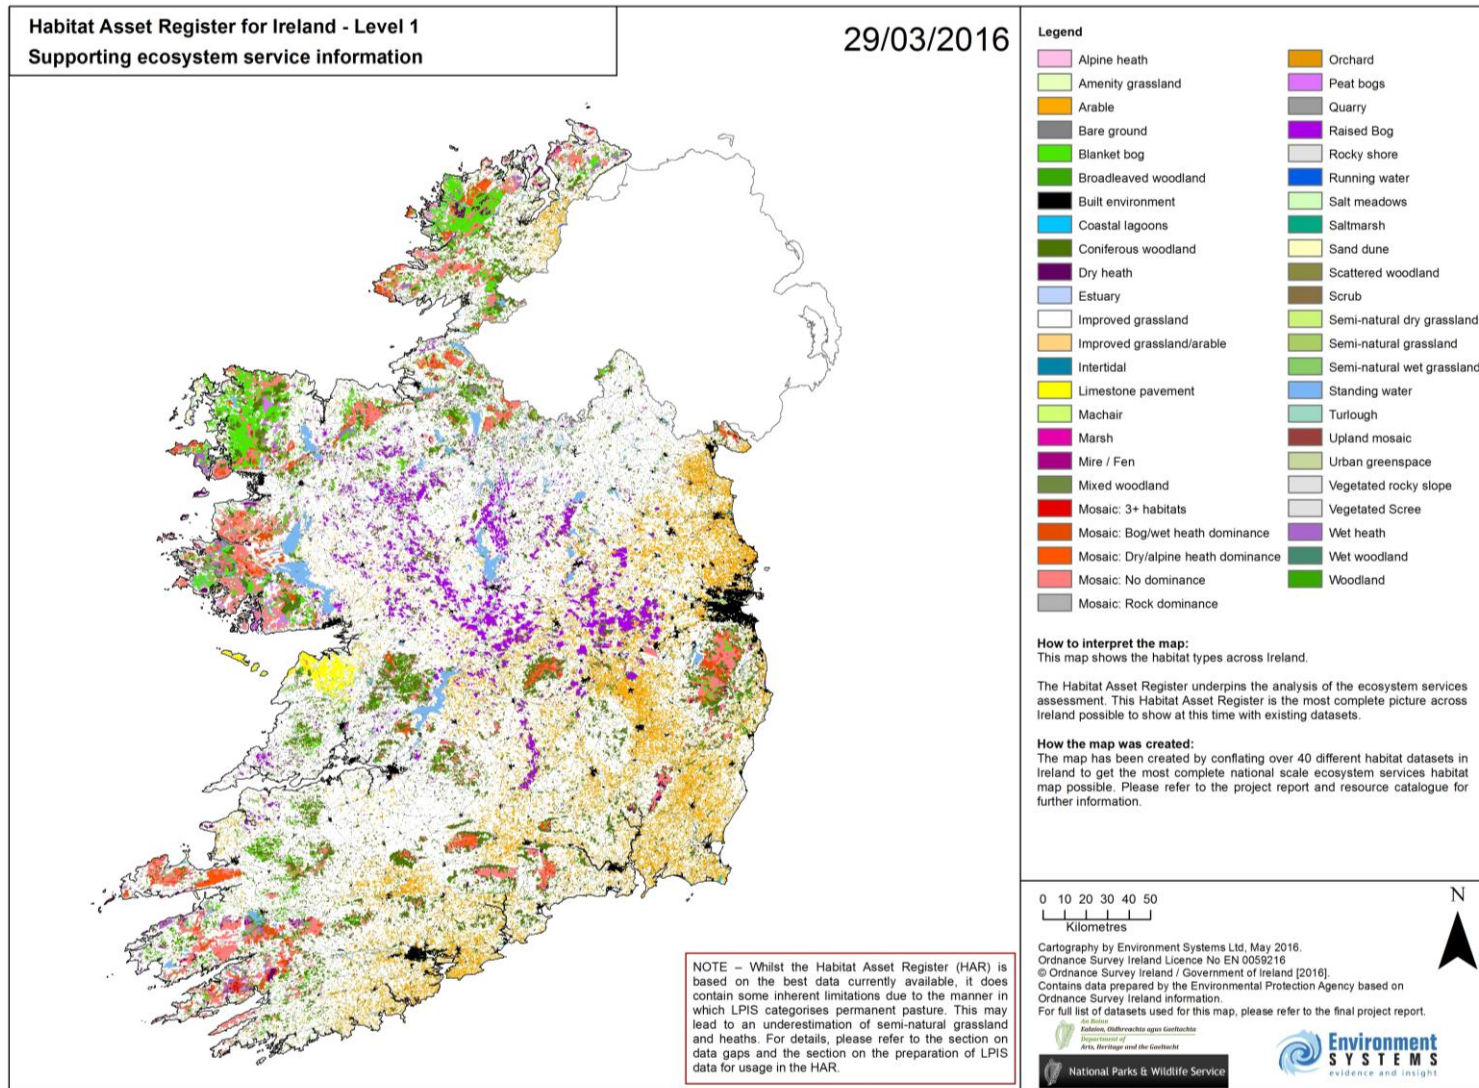 Habitat Asset Register for Ireland - Level 1
Supporting ecosystem service information
29/03/2016
Legend
Alpine heath
Amenity grassland
Arable
Bare ground
Blanket bog
Broadleaved woodland
Built environment
Coastal lagoons
Coniferous woodland
Dry heath
Estuary
Improved grassland
Improved grassland/arable
Intertidal
Limestone pavement
Machair
Marsh
Mire / Fen
Mixed woodland
Mosaic: 3+ habitats
Mosaic: Bog/wet heath dominance
Mosaic: Dry/alpine heath dominance
Mosaic: No dominance
Mosaic: Rock dominance
Orchard
Peat bogs
Quarry
Raised Bog
Rocky shore
Running water
Salt meadows
Saltmarsh
Sand dune
Scattered woodland
Scrub
Semi-natural dry grassland
Semi-natural grassland
Semi-natural wet grassland
Standing water
Turlough
Upland mosaic
Urban greenspace
Vegetated rocky slope
Vegetated Scree
Wet heath
Wet woodland
Woodland
How to interpret the map:
This map shows the habitat types across Ireland.
The Habitat Asset Register underpins the analysis of the ecosystem services
assessment. This Habitat Asset Register is the most complete picture across
Ireland possible to show at this time with existing datasets.
How the map was created:
The map has been created by conflating over 40 different habitat datasets in
Ireland to get the most complete national scale ecosystem services habitat
map possible. Please refer to the project report and resource catalogue for
further information.
NOTE – Whilst the Habitat Asset Register (HAR) is
based on the best data currently available, it does
contain some inherent limitations due to the manner in
which LPIS categorises permanent pasture. This may
lead to an underestimation of semi-natural grassland
and heaths. For details, please refer to the section on
data gaps and the section on the preparation of LPIS
data for usage in the HAR.
0 10 20 30 40 50
Kilometres
N
Cartography by Environment Systems Ltd, May 2016.
Ordnance Survey Ireland Licence No EN 0059216
© Ordnance Survey Ireland / Government of Ireland [2016].
Contains data prepared by the Environmental Protection Agency based on
Ordnance Survey Ireland information.
For full list of datasets used for this map, please refer to the final project report.
An Roinn
Ealaíon, Oidhreachta agus Gaeltachta
Department of
Arts, Heritage and the Gaeltacht
National Parks & Wildlife Service
Environment
SYSTEMS
evidence and insight